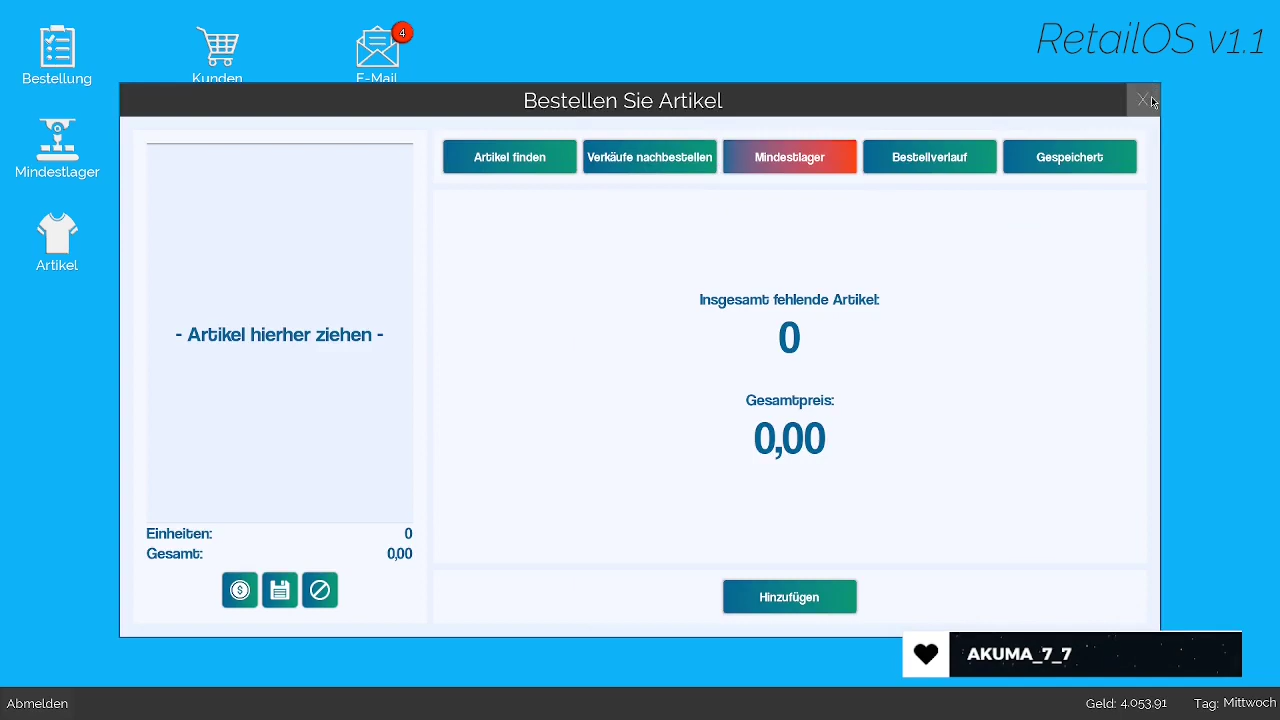 RetailOS v1.1
4
Bestellung
Kunden
E-Mail
Mindestlager
Artikel
Bestellen Sie Artikel
X
Artikel finden
Verkäufe nachbestellen
Mindestlager
Bestellverlauf
Gespeichert
- Artikel hierher ziehen -
Insgesamt fehlende Artikel:
0
Gesamtpreis:
0,00
Einheiten: 0
Gesamt: 0,00
Hinzufügen
AKUMA_7_7
Abmelden
Geld: 4.053,91 Tag: Mittwoch